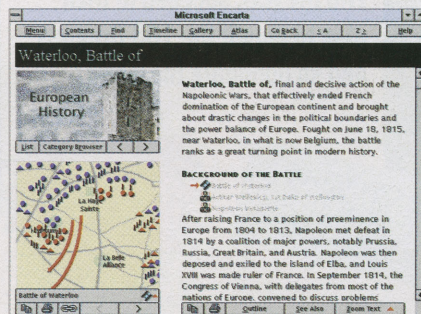 Microsoft Encarta
Menu Contents Find Timeline Gallery Atlas Go Back < A Z > Help
Waterloo, Battle of
European
History
List Category Browser < >
La Haye
Sainte
La Belle
Alliance
Battle of Waterloo
Waterloo, Battle of, final and decisive action of the
Napoleonic Wars, that effectively ended French
domination of the European continent and brought
about drastic changes in the political boundaries and
the power balance of Europe. Fought on June 18, 1815,
near Waterloo, in what is now Belgium, the battle
ranks as a great turning point in modern history.
BACKGROUND OF THE BATTLE
Battle of Waterloo
Arthur Wellesley, 1st Duke of Wellington
Napoleon Bonaparte
After raising France to a position of preeminence in
Europe from 1804 to 1813, Napoleon met defeat in
1814 by a coalition of major powers, notably Prussia,
Russia, Great Britain, and Austria. Napoleon was then
deposed and exiled to the island of Elba, and Louis
XVIII was made ruler of France. In September 1814, the
Congress of Vienna, with delegates from most of the
nations of Europe, convened to discuss problems
Outline See Also Zoom Text